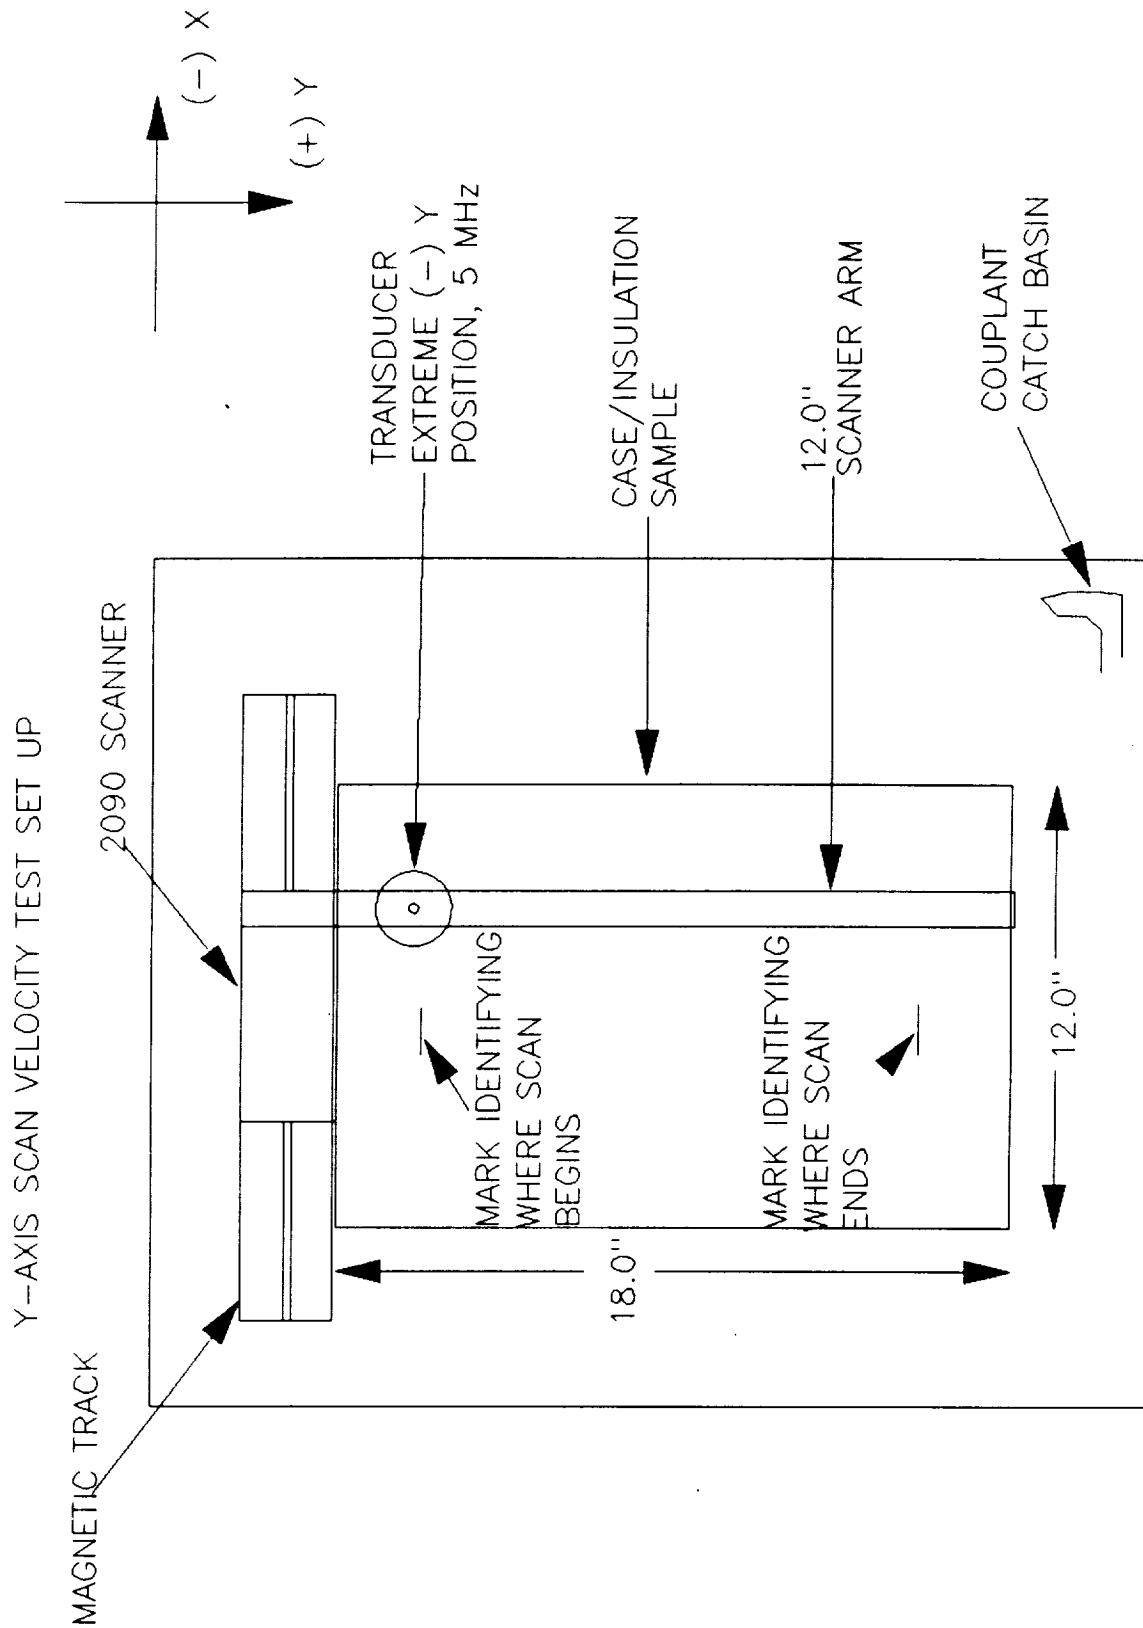 Y-AXIS SCAN VELOCITY TEST SET UP
MAGNETIC TRACK
2090 SCANNER
(-) X
(+) Y
TRANSDUCER
EXTREME (-) Y
POSITION, 5 MHz
CASE/INSULATION
SAMPLE
12.0"
SCANNER ARM
COUPLANT
CATCH BASIN
MARK IDENTIFYING
WHERE SCAN
BEGINS
MARK IDENTIFYING
WHERE SCAN
ENDS
18.0"
12.0"